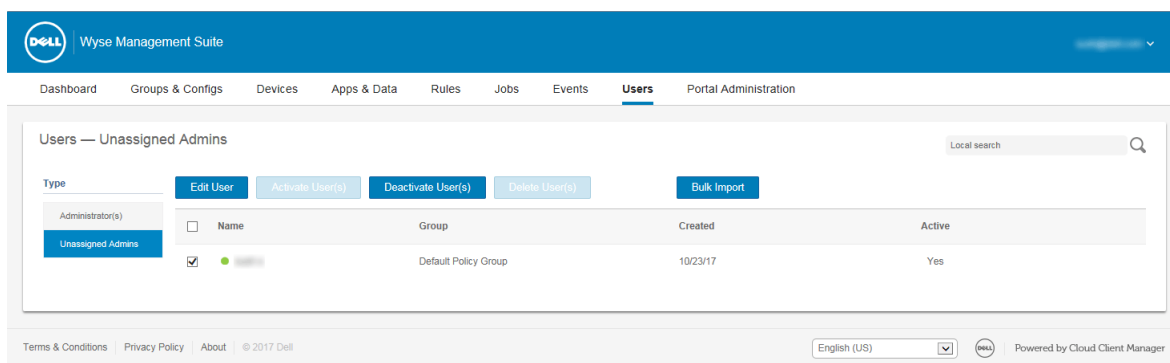 DELL
Wyse Management Suite
Dashboard Groups & Configs Devices Apps & Data Rules Jobs Events Users Portal Administration
Users — Unassigned Admins
Local search
Type
Edit User Activate User(s) Deactivate User(s) Delete User(s) Bulk Import
Administrator(s)
Name Group Created Active
Unassigned Admins
Default Policy Group 10/23/17 Yes
Terms & Conditions Privacy Policy About © 2017 Dell English (US) DELL Powered by Cloud Client Manager